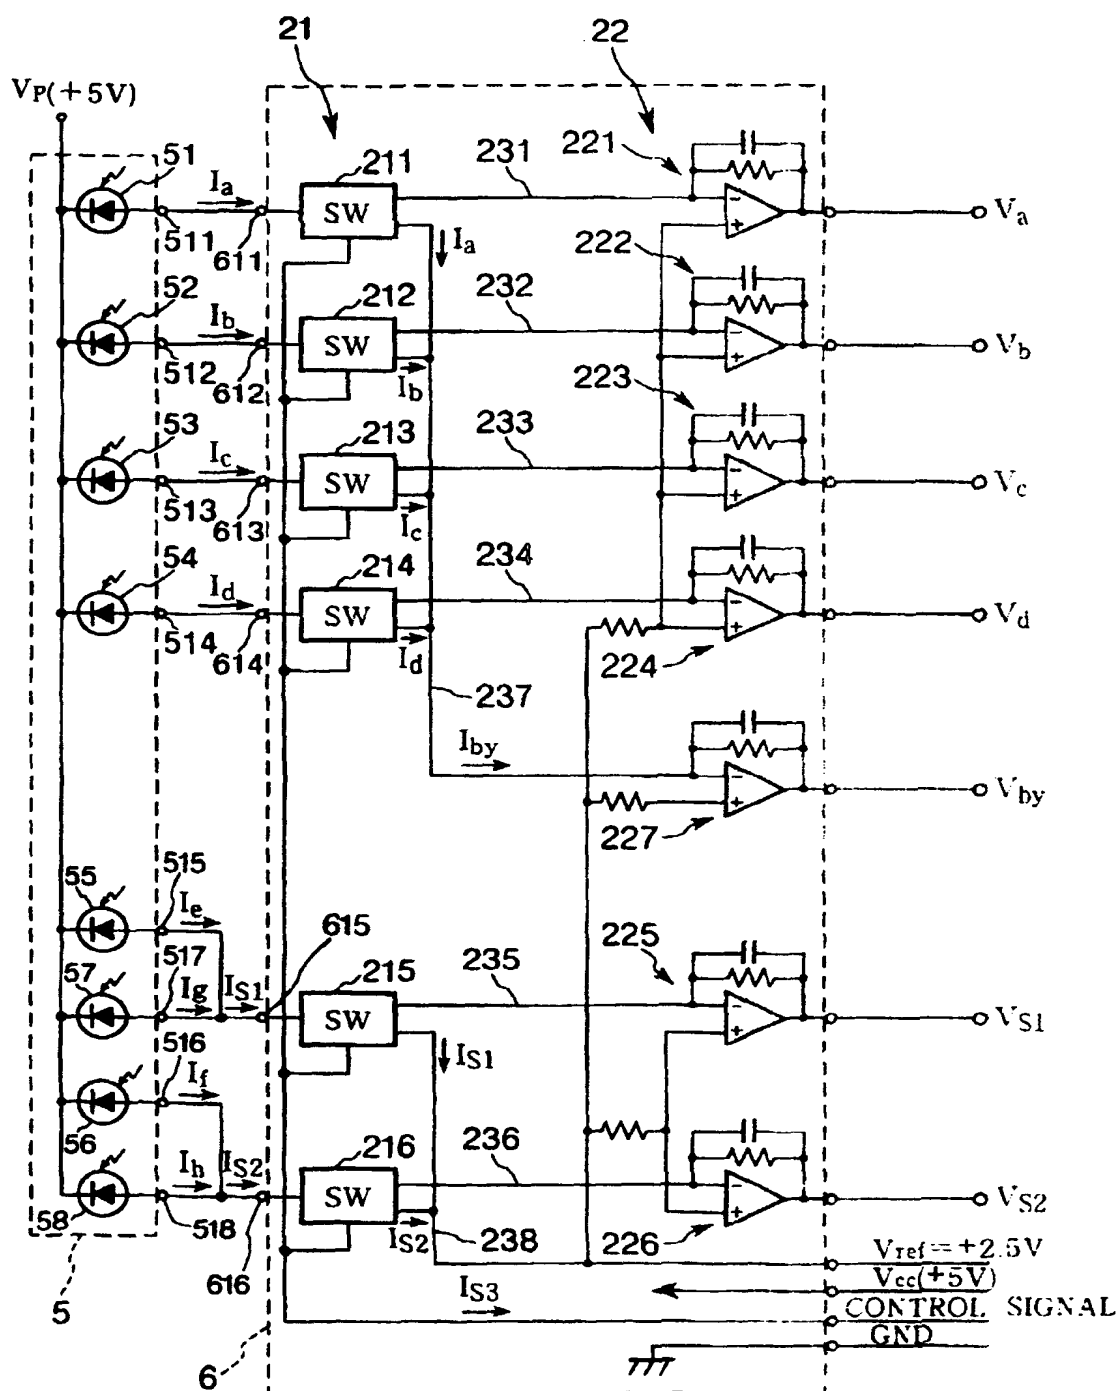 21
22
VP(+5V)
51
Ia
211
SW
231
221
Va
511
611
Ia
222
52
Ib
212
SW
232
Vb
512
612
Ib
223
53
Ic
213
SW
233
Vc
513
613
Ic
54
Id
214
SW
234
Vd
514
614
Id
224
237
Iby
Vby
227
55
515
Ie
615
225
57
517
Ig
IS1
215
SW
235
VS1
516
If
IS1
56
216
SW
236
Ih
IS2
VS2
58
518
IS2
238
226
616
Vref=+2.5V
Vcc(+5V)
5
IS3
CONTROL SIGNAL
GND
6